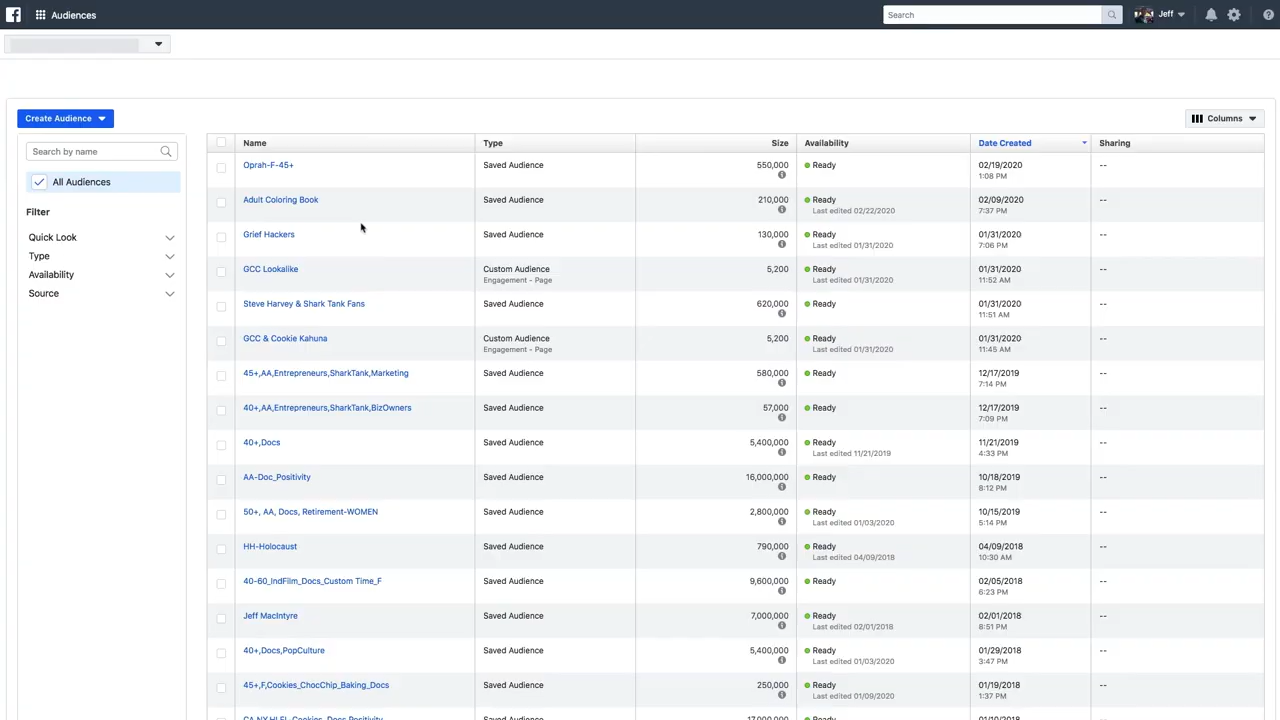 Audiences
Search
Jeff
Create Audience
Columns
Search by name
All Audiences
Filter
Quick Look
Type
Availability
Source
Name Type Size Availability Date Created Sharing
Oprah-F-45+ Saved Audience 550,000 Ready 02/19/2020 --
1:08 PM
Adult Coloring Book Saved Audience 210,000 Ready 02/09/2020 --
Last edited 02/22/2020 7:37 PM
Grief Hackers Saved Audience 130,000 Ready 01/31/2020 --
Last edited 01/31/2020 7:06 PM
GCC Lookalike Custom Audience 5,200 Ready 01/31/2020 --
Engagement - Page Last edited 01/31/2020 11:52 AM
Steve Harvey & Shark Tank Fans Saved Audience 620,000 Ready 01/31/2020 --
11:51 AM
GCC & Cookie Kahuna Custom Audience 5,200 Ready 01/31/2020 --
Engagement - Page Last edited 01/31/2020 11:45 AM
45+,AA,Entrepreneurs,SharkTank,Marketing Saved Audience 580,000 Ready 12/17/2019 --
7:14 PM
40+,AA,Entrepreneurs,SharkTank,BizOwners Saved Audience 57,000 Ready 12/17/2019 --
7:09 PM
40+,Docs Saved Audience 5,400,000 Ready 11/21/2019 --
Last edited 11/21/2019 4:33 PM
AA-Doc_Positivity Saved Audience 16,000,000 Ready 10/18/2019 --
8:12 PM
50+, AA, Docs, Retirement-WOMEN Saved Audience 2,800,000 Ready 10/15/2019 --
Last edited 01/03/2020 5:14 PM
HH-Holocaust Saved Audience 790,000 Ready 04/09/2018 --
Last edited 04/09/2018 10:30 AM
40-60_IndFilm_Docs_Custom Time_F Saved Audience 9,600,000 Ready 02/05/2018 --
6:23 PM
Jeff MacIntyre Saved Audience 7,000,000 Ready 02/01/2018 --
Last edited 02/01/2018 8:51 PM
40+,Docs,PopCulture Saved Audience 5,400,000 Ready 01/29/2018 --
Last edited 01/03/2020 3:47 PM
45+,F,Cookies_ChocChip_Baking_Docs Saved Audience 250,000 Ready 01/19/2018 --
Last edited 01/09/2020 1:37 PM